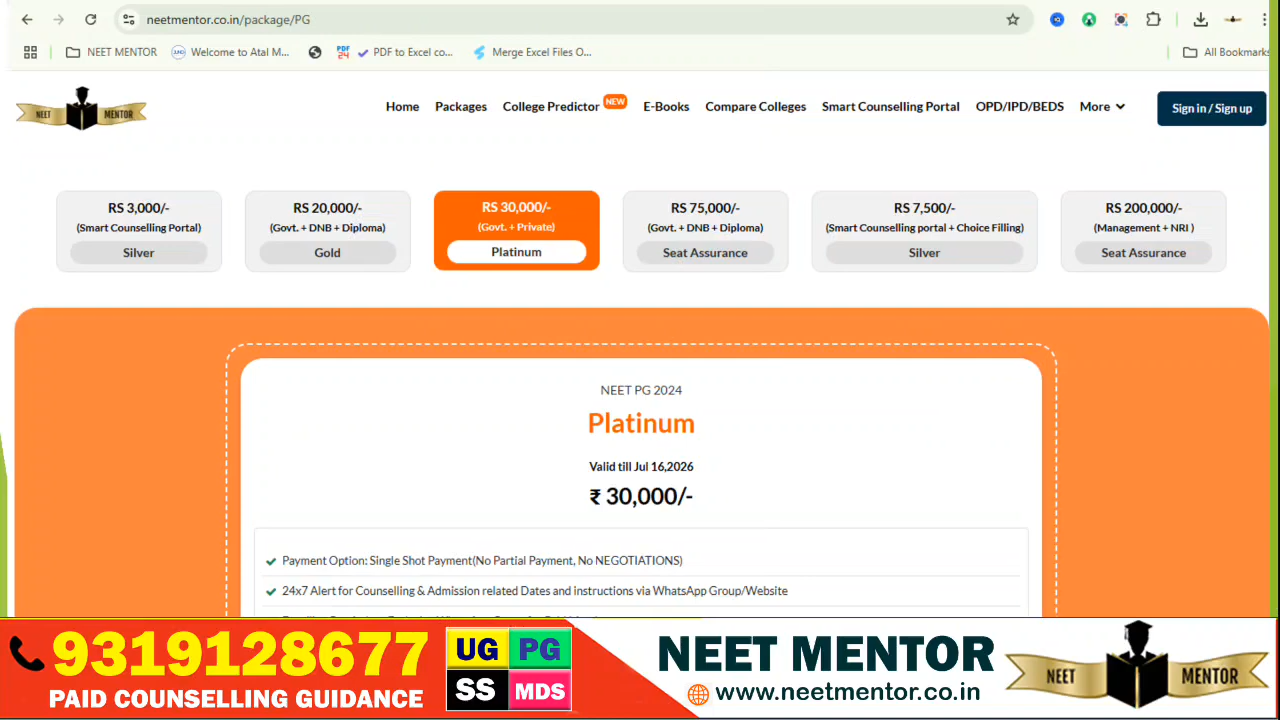 neetmentor.co.in/package/PG
NEET MENTOR
Welcome to Atal M...
PDF to Excel co...
Merge Excel Files O...
All Bookmarks
NEET MENTOR
Home Packages College Predictor NEW E-Books Compare Colleges Smart Counselling Portal OPD/IPD/BEDS More
Sign in / Sign up
RS 3,000/-
(Smart Counselling Portal)
Silver
RS 20,000/-
(Govt. + DNB + Diploma)
Gold
RS 30,000/-
(Govt. + Private)
Platinum
RS 75,000/-
(Govt. + DNB + Diploma)
Seat Assurance
RS 7,500/-
(Smart Counselling portal + Choice Filling)
Silver
RS 200,000/-
(Management + NRI )
Seat Assurance
NEET PG 2024
Platinum
Valid till Jul 16,2026
₹ 30,000/-
Payment Option: Single Shot Payment(No Partial Payment, No NEGOTIATIONS)
24x7 Alert for Counselling & Admission related Dates and instructions via WhatsApp Group/Website
9319128677
PAID COUNSELLING GUIDANCE
UG PG
SS MDS
NEET MENTOR
www.neetmentor.co.in
NEET MENTOR